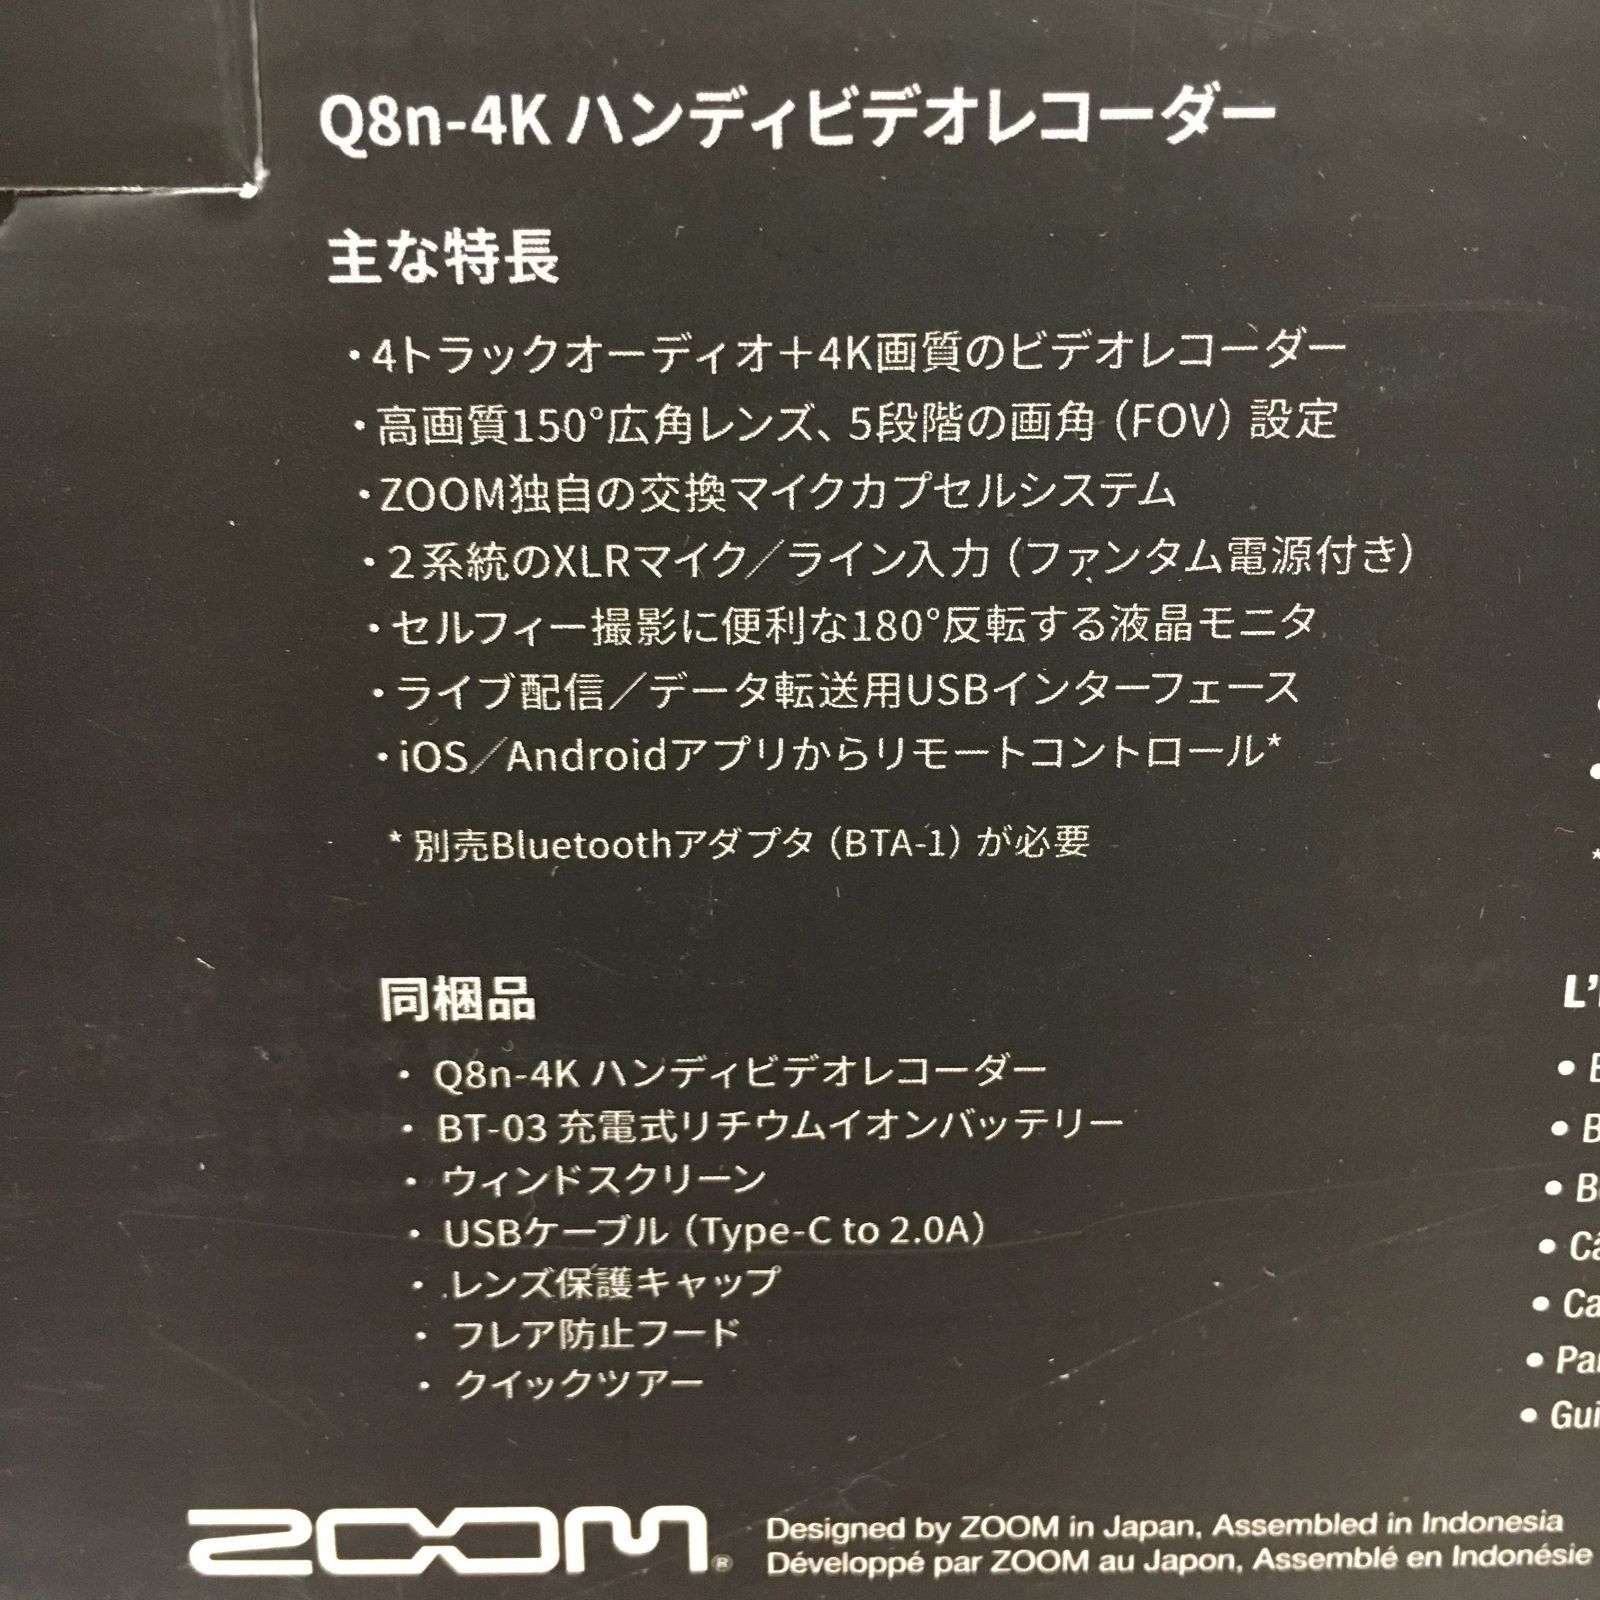 Q8n-4K ハンディビデオレコーダー
主な特長
・4トラックオーディオ＋4K画質のビデオレコーダー
・高画質150°広角レンズ、5段階の画角（FOV）設定
・ZOOM独自の交換マイクカプセルシステム
・２系統のXLRマイク／ライン入力（ファンタム電源付き）
・セルフィー撮影に便利な180°反転する液晶モニタ
・ライブ配信／データ転送用USBインターフェース
・iOS／Androidアプリからリモートコントロール*
* 別売Bluetoothアダプタ（BTA-1）が必要
同梱品
・ Q8n-4K ハンディビデオレコーダー
・ BT-03 充電式リチウムイオンバッテリー
・ ウィンドスクリーン
・ USBケーブル（Type-C to 2.0A）
・ レンズ保護キャップ
・ フレア防止フード
・ クイックツアー
ZOOM®
Designed by ZOOM in Japan, Assembled in Indonesia
Développé par ZOOM au Japon, Assemblé en Indonésie